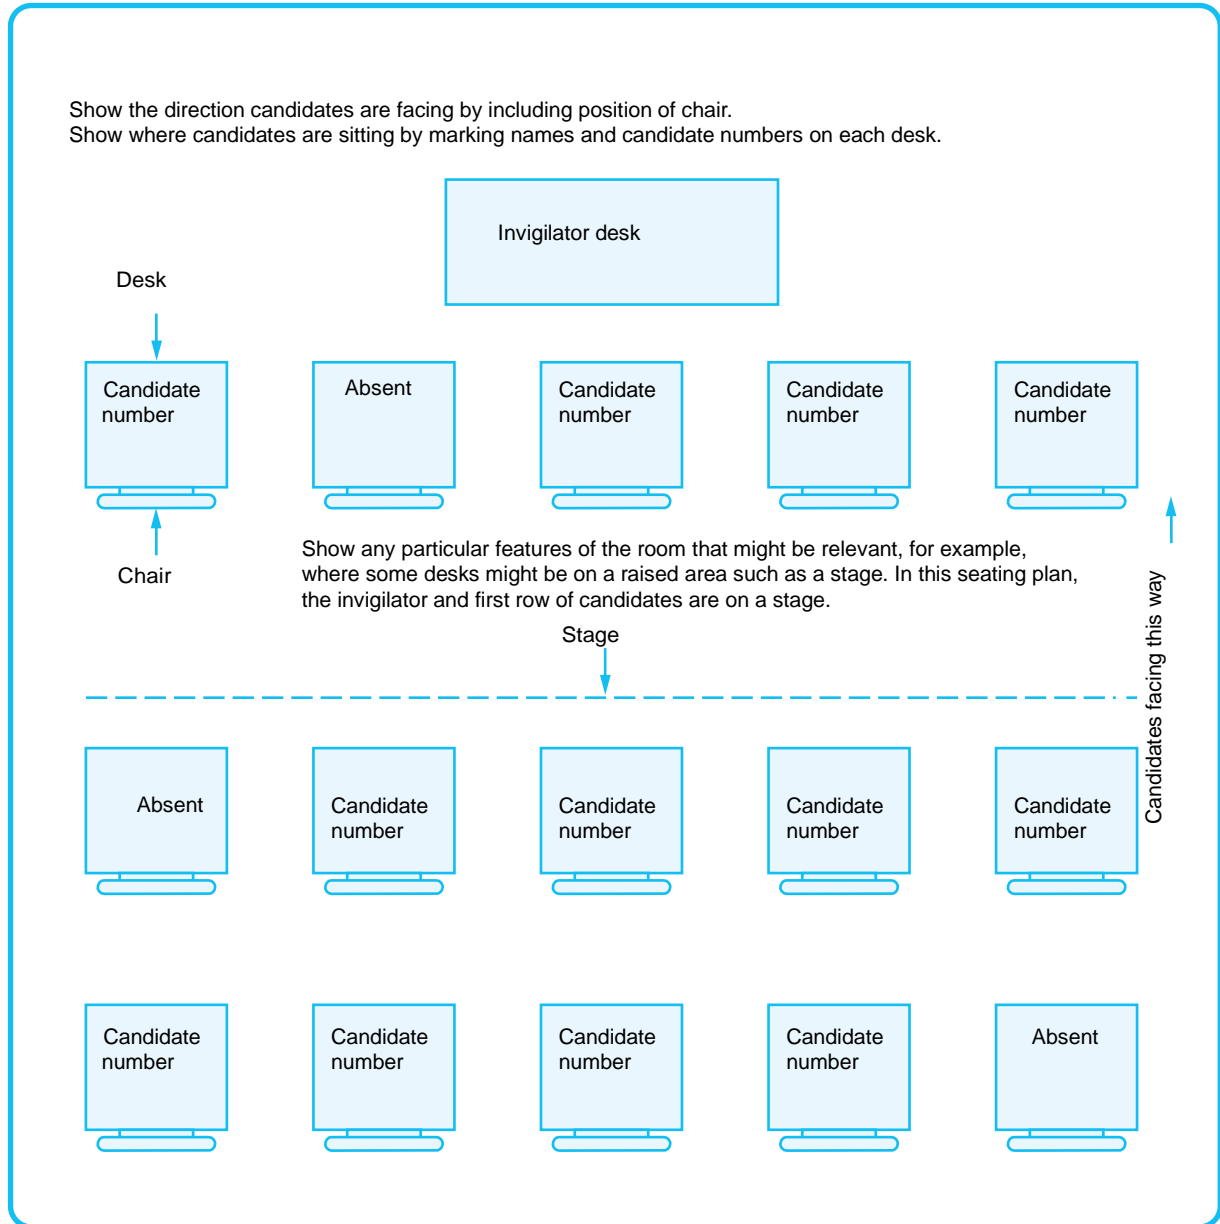 Show the direction candidates are facing by including position of chair.
Show where candidates are sitting by marking names and candidate numbers on each desk.
Invigilator desk
Desk
Candidate
number
Absent
Candidate
number
Candidate
number
Candidate
number
Chair
Show any particular features of the room that might be relevant, for example,
where some desks might be on a raised area such as a stage. In this seating plan,
the invigilator and first row of candidates are on a stage.
Stage
Candidates facing this way
Absent
Candidate
number
Candidate
number
Candidate
number
Candidate
number
Candidate
number
Candidate
number
Candidate
number
Candidate
number
Absent